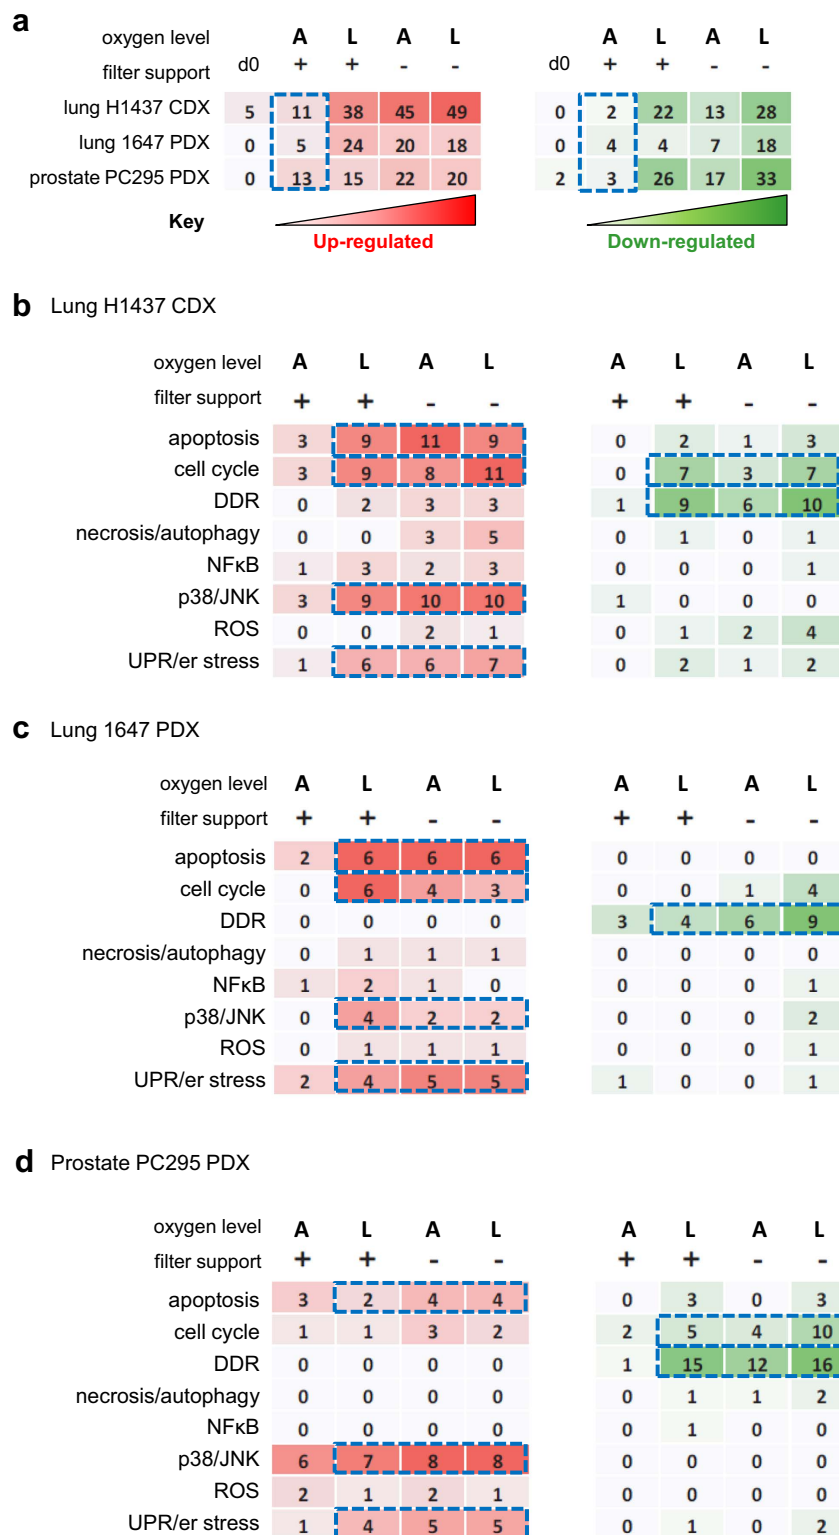 a
oxygen level A L A L A L A L
filter support d0 + + - - d0 + + - -
lung H1437 CDX 5 11 38 45 49 0 2 22 13 28
lung 1647 PDX 0 5 24 20 18 0 4 4 7 18
prostate PC295 PDX 0 13 15 22 20 2 3 26 17 33
Key
Up-regulated Down-regulated
b Lung H1437 CDX
oxygen level A L A L A L A L
filter support + + - - + + - -
apoptosis 3 9 11 9 0 2 1 3
cell cycle 3 9 8 11 0 7 3 7
DDR 0 2 3 3 1 9 6 10
necrosis/autophagy 0 0 3 5 0 1 0 1
NFκB 1 3 2 3 0 0 0 1
p38/JNK 3 9 10 10 1 0 0 0
ROS 0 0 2 1 0 1 2 4
UPR/er stress 1 6 6 7 0 2 1 2
c Lung 1647 PDX
oxygen level A L A L A L A L
filter support + + - - + + - -
apoptosis 2 6 6 6 0 0 0 0
cell cycle 0 6 4 3 0 0 1 4
DDR 0 0 0 0 3 4 6 9
necrosis/autophagy 0 1 1 1 0 0 0 0
NFκB 1 2 1 0 0 0 0 1
p38/JNK 0 4 2 2 0 0 0 2
ROS 0 1 1 1 0 0 0 1
UPR/er stress 2 4 5 5 1 0 0 1
d Prostate PC295 PDX
oxygen level A L A L A L A L
filter support + + - - + + - -
apoptosis 3 2 4 4 0 3 0 3
cell cycle 1 1 3 2 2 5 4 10
DDR 0 0 0 0 1 15 12 16
necrosis/autophagy 0 0 0 0 0 1 1 2
NFκB 0 0 0 0 0 1 0 0
p38/JNK 6 7 8 8 0 0 0 0
ROS 2 1 2 1 0 0 0 0
UPR/er stress 1 4 5 5 0 1 0 2